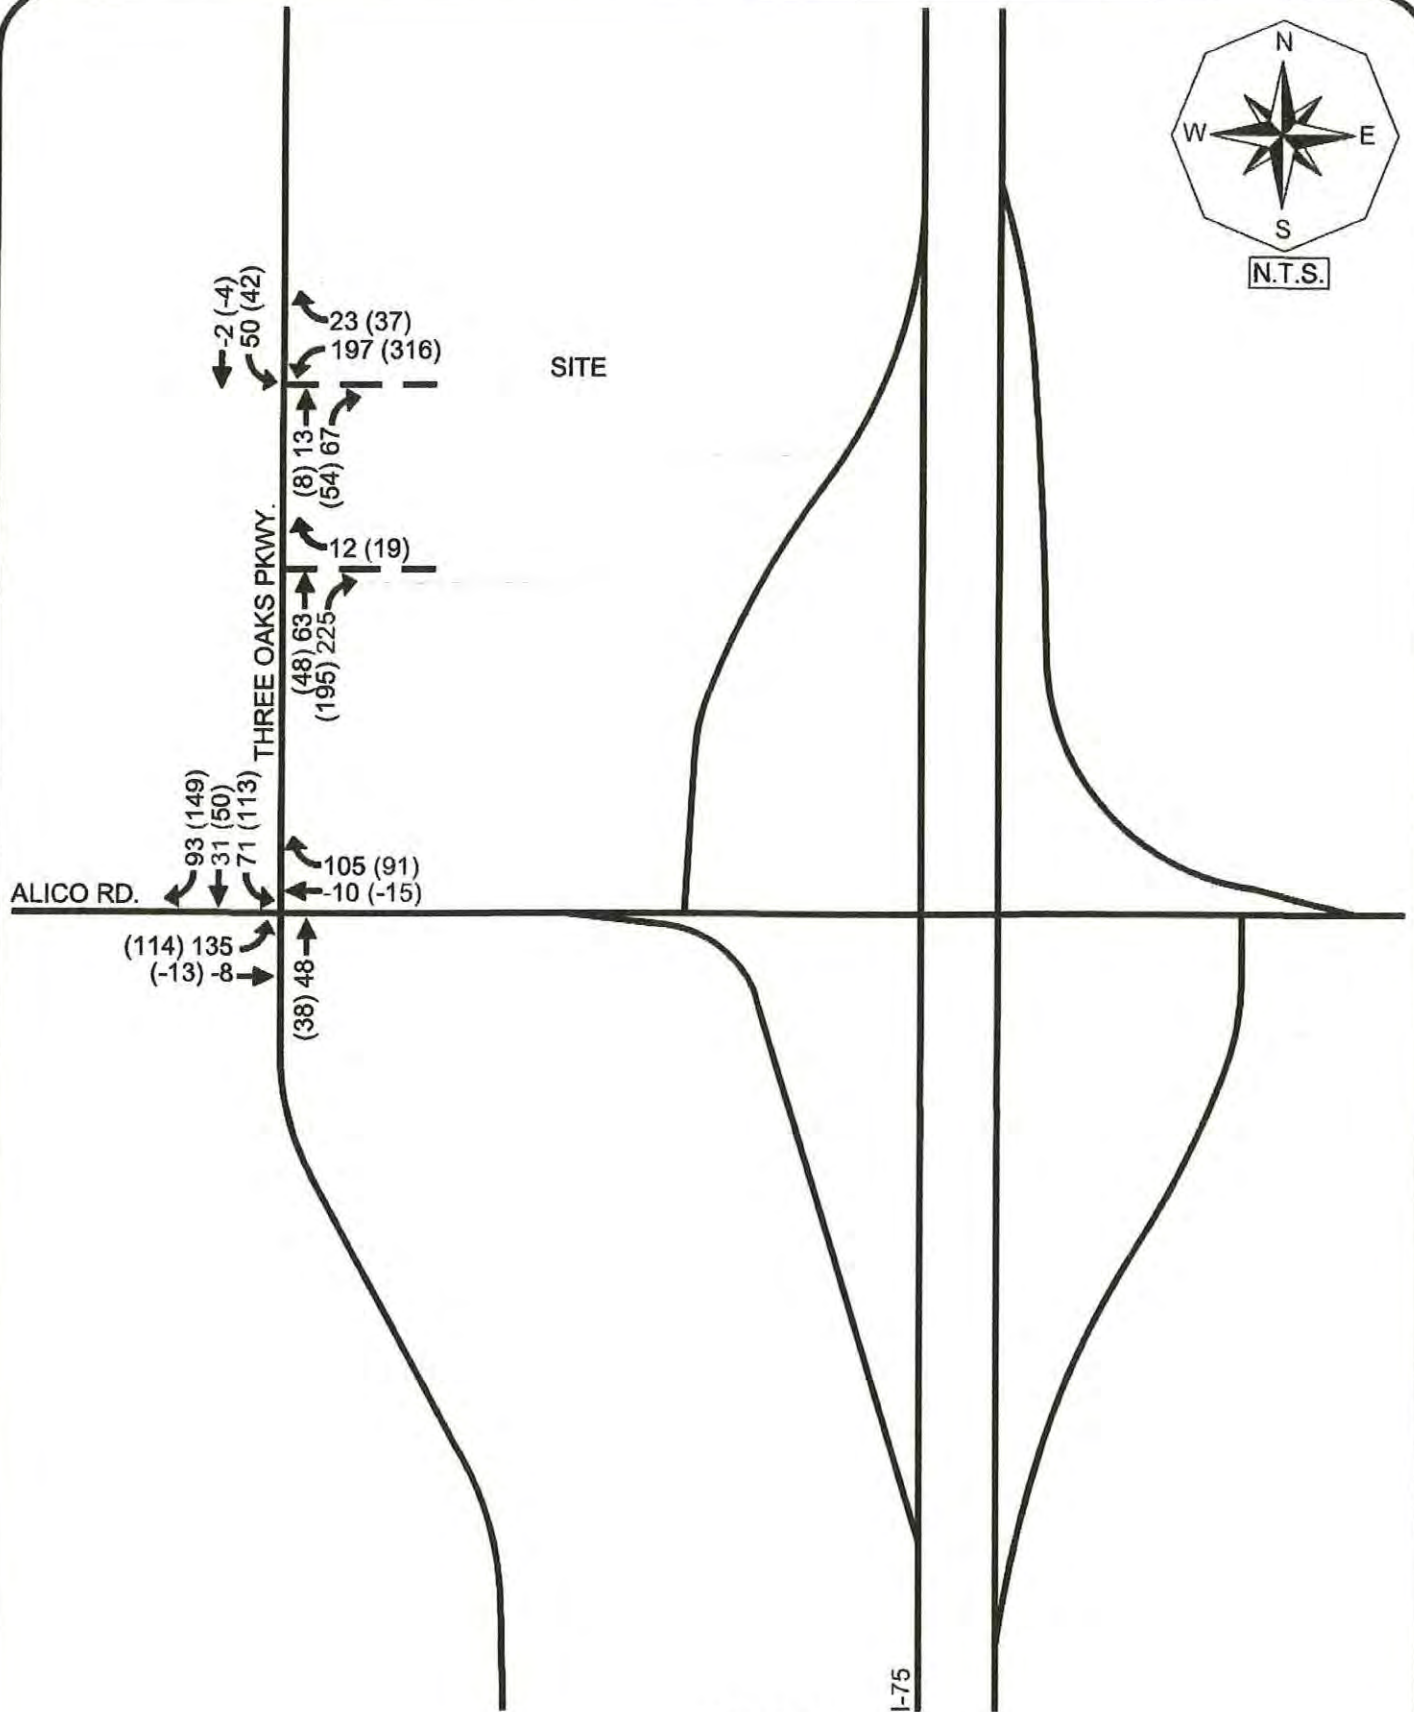 N
W
E
S
N.T.S.
-2 (-4)
50 (42)
23 (37)
197 (316)
SITE
(8) 13
(54) 67
THREE OAKS PKWY.
12 (19)
(48) 63
(195) 225
93 (149)
31 (50)
71 (113)
105 (91)
-10 (-15)
ALICO RD.
(114) 135
(-13) -8
(38) 48
I-75